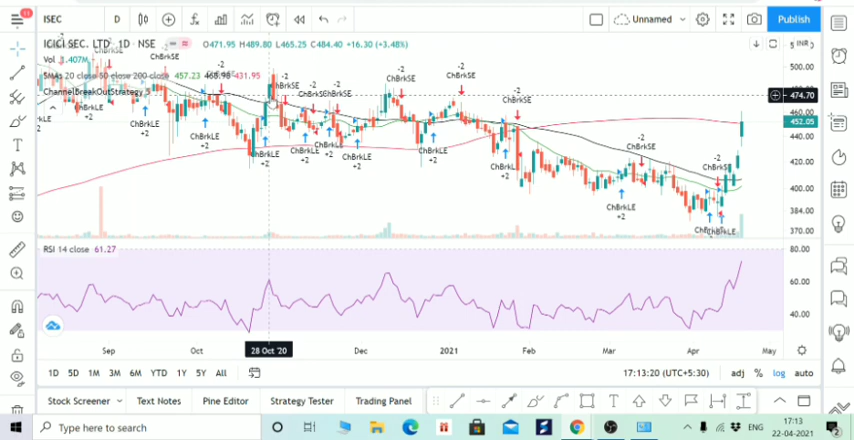 11
ISEC
D
Unnamed
Publish
ICICI SEC. LTD 1D NSE
O471.95 H489.80 L465.25 C484.40 +16.30 (+3.48%)
INR
Vol 1.407M
SMAs 20 close 50 close 200 close 457.23 468.98 431.95
ChannelBreakOutStrategy 5
500.00
474.70
460.00
452.05
440.00
420.00
400.00
384.00
370.00
ChBrkSE
-2
ChBrkLE
+2
RSI 14 close 61.27
80.00
60.00
40.00
Sep
Oct
28 Oct '20
Dec
2021
Feb
Mar
Apr
May
1D 5D 1M 3M 6M YTD 1Y 5Y All
17:13:20 (UTC+5:30) adj % log auto
Stock Screener Text Notes Pine Editor Strategy Tester Trading Panel
Type here to search
ENG
17:13
22-04-2021
2